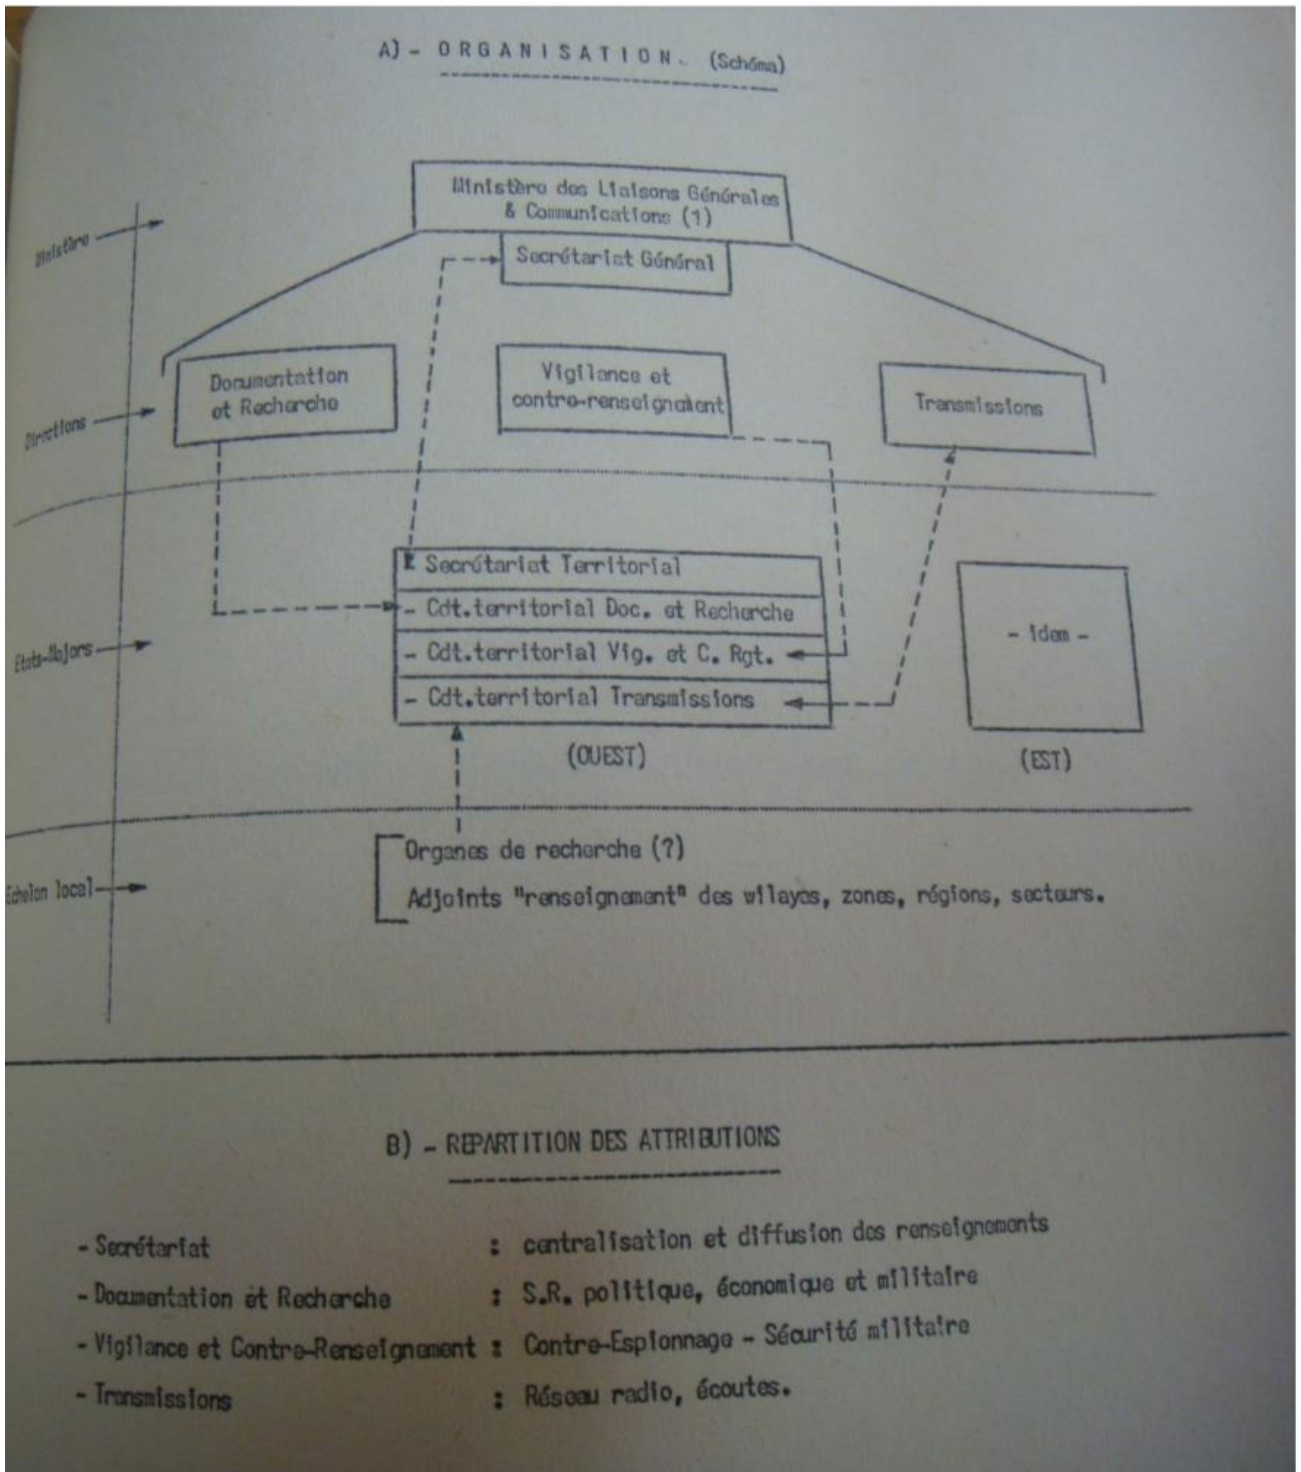 A) - ORGANISATION. (Schéma)
Ministère des Liaisons Générales
& Communications (1)
Ministère
Secrétariat Général
Documentation
et Recherche
Vigilance et
contre-renseignement
Transmissions
Directions
Secrétariat Territorial
- Cdt.territorial Doc. et Recherche
- Cdt.territorial Vig. et C. Rgt.
- Cdt.territorial Transmissions
- idem -
Etats-Majors
(OUEST)
(EST)
Organes de recherche (?)
Echelon local
Adjoints "renseignement" des wilayas, zones, régions, secteurs.
B) - REPARTITION DES ATTRIBUTIONS
- Secrétariat : centralisation et diffusion des renseignements
- Documentation et Recherche : S.R. politique, économique et militaire
- Vigilance et Contre-Renseignement : Contre-Espionnage - Sécurité militaire
- Transmissions : Réseau radio, écoutes.